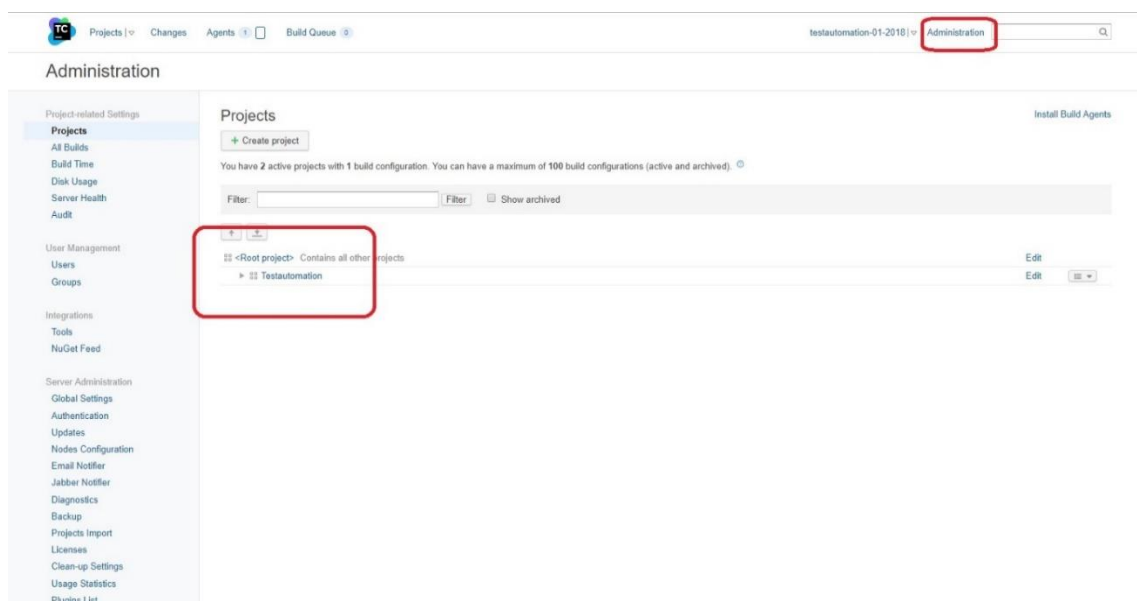 TC
Projects | Changes Agents 1 Build Queue 0 testautomation-01-2018 | Administration
Administration
Project-related Settings
Projects
All Builds
Build Time
Disk Usage
Server Health
Audit
User Management
Users
Groups
Integrations
Tools
NuGet Feed
Server Administration
Global Settings
Authentication
Updates
Nodes Configuration
Email Notifier
Jabber Notifier
Diagnostics
Backup
Projects Import
Licenses
Clean-up Settings
Usage Statistics
Plugins List
Projects
Install Build Agents
+ Create project
You have 2 active projects with 1 build configuration. You can have a maximum of 100 build configurations (active and archived).
Filter: Filter Show archived
<Root project> Contains all other projects Edit
Testautomation Edit